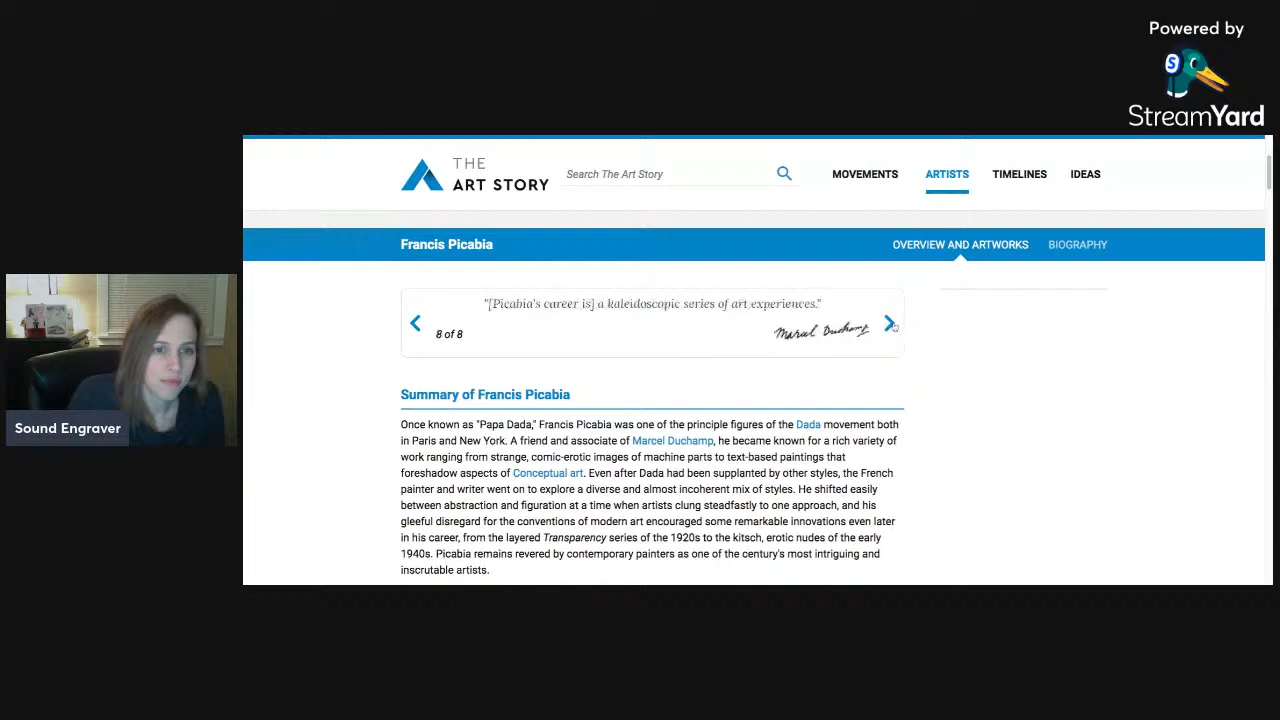 Powered by
StreamYard
THE
ART STORY
Search The Art Story
MOVEMENTS
ARTISTS
TIMELINES
IDEAS
Francis Picabia
OVERVIEW AND ARTWORKS
BIOGRAPHY
"[Picabia's career is] a kaleidoscopic series of art experiences."
8 of 8
Marcel Duchamp
Summary of Francis Picabia
Once known as "Papa Dada," Francis Picabia was one of the principle figures of the Dada movement both
in Paris and New York. A friend and associate of Marcel Duchamp, he became known for a rich variety of
work ranging from strange, comic-erotic images of machine parts to text-based paintings that
foreshadow aspects of Conceptual art. Even after Dada had been supplanted by other styles, the French
painter and writer went on to explore a diverse and almost incoherent mix of styles. He shifted easily
between abstraction and figuration at a time when artists clung steadfastly to one approach, and his
gleeful disregard for the conventions of modern art encouraged some remarkable innovations even later
in his career, from the layered Transparency series of the 1920s to the kitsch, erotic nudes of the early
1940s. Picabia remains revered by contemporary painters as one of the century's most intriguing and
inscrutable artists.
Sound Engraver